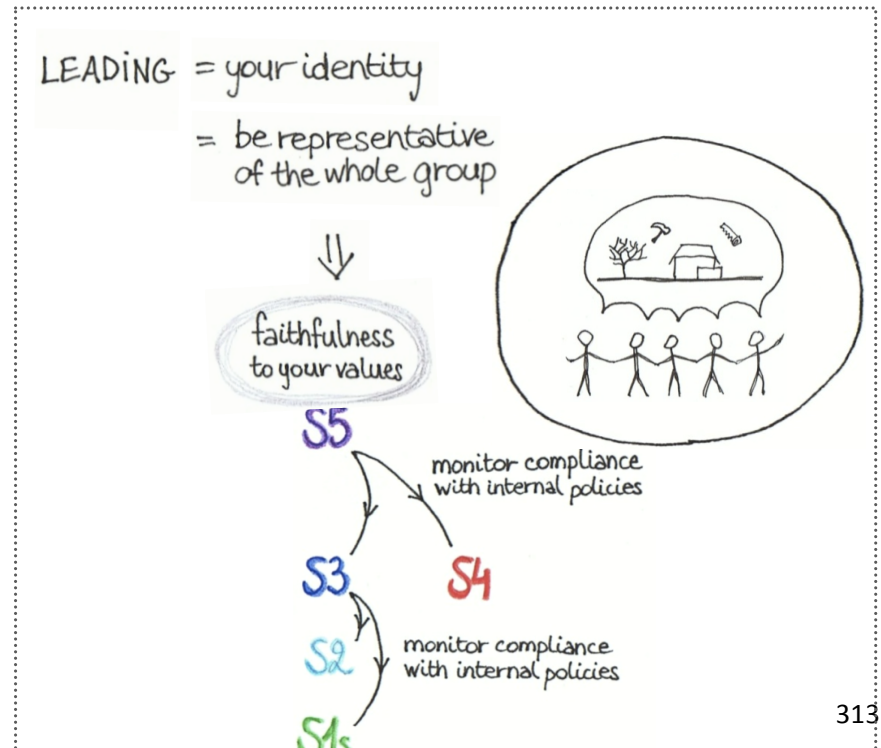 LEADING = your identity
= be representative
of the whole group
⇓
faithfulness
to your values
S5
monitor compliance
with internal policies
S3
S4
S2
monitor compliance
with internal policies
S1s
313